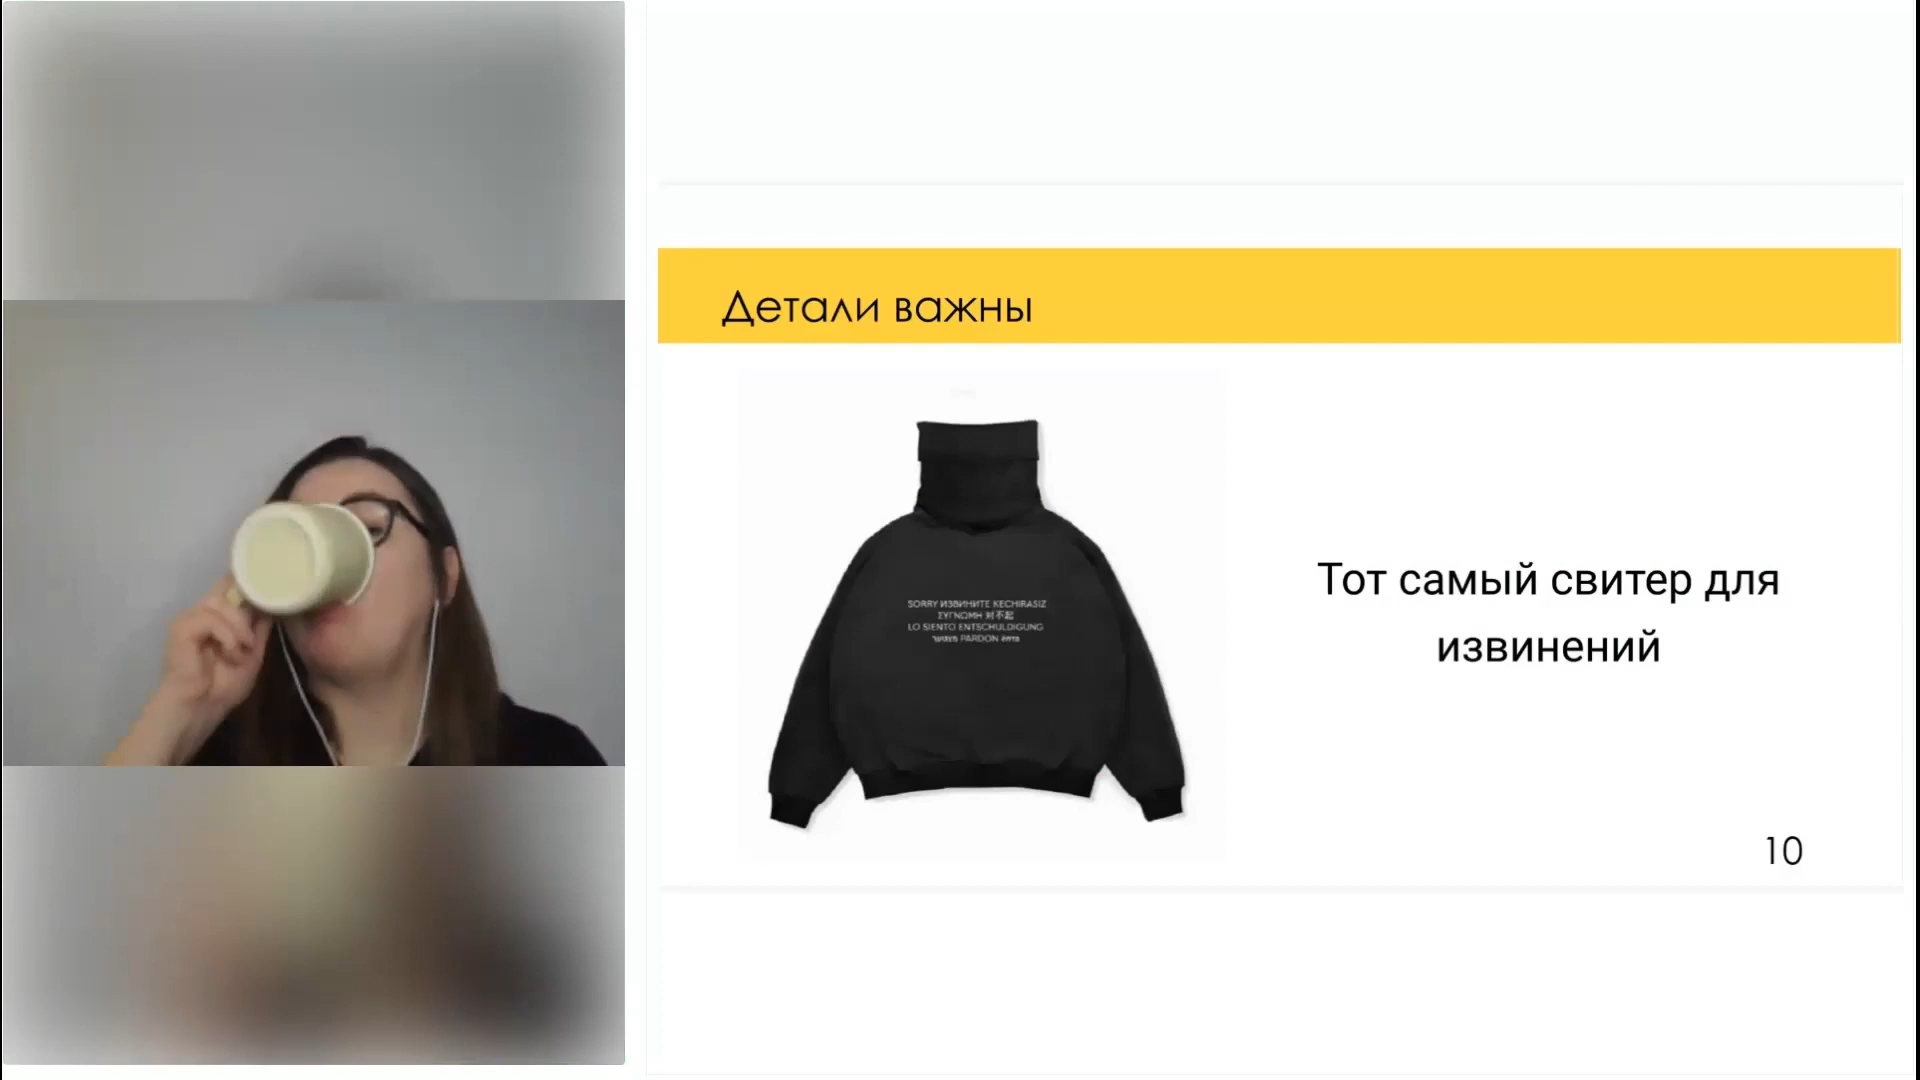 Детали важны
SORRY ИЗВИНИТЕ KECHIRASIZ
ΣΥΓΝΩΜΗ 对不起
LO SIENTO ENTSCHULDIGUNG
PARDON
Тот самый свитер для
извинений
10